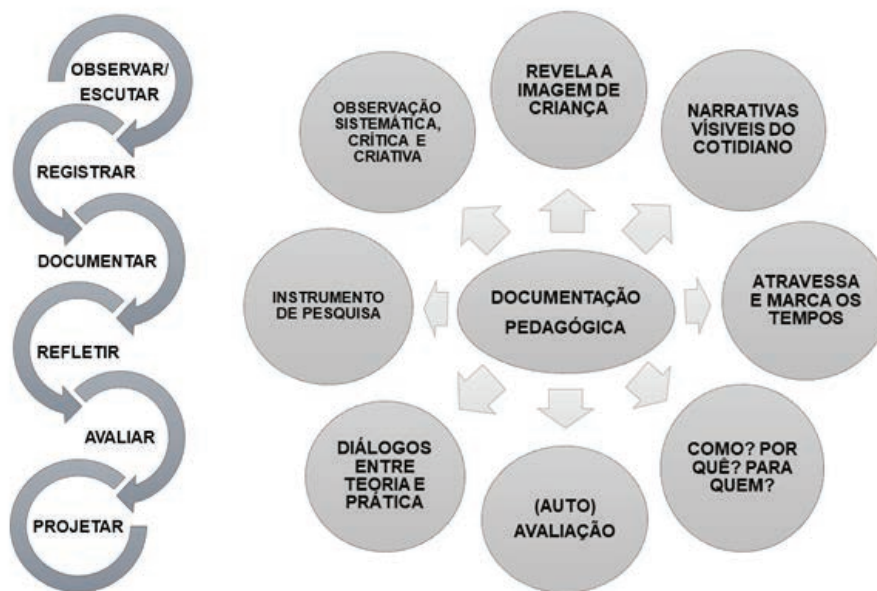 OBSERVAR/
ESCUTAR
REGISTRAR
DOCUMENTAR
REFLETIR
AVALIAR
PROJETAR
REVELA A
IMAGEM DE
CRIANÇA
OBSERVAÇÃO
SISTEMÁTICA,
CRÍTICA E
CRIATIVA
NARRATIVAS
VÍSIVEIS DO
COTIDIANO
INSTRUMENTO
DE PESQUISA
DOCUMENTAÇÃO
PEDAGÓGICA
ATRAVESSA
E MARCA OS
TEMPOS
DIÁLOGOS
ENTRE
TEORIA E
PRÁTICA
(AUTO)
AVALIAÇÃO
COMO? POR
QUÊ? PARA
QUEM?